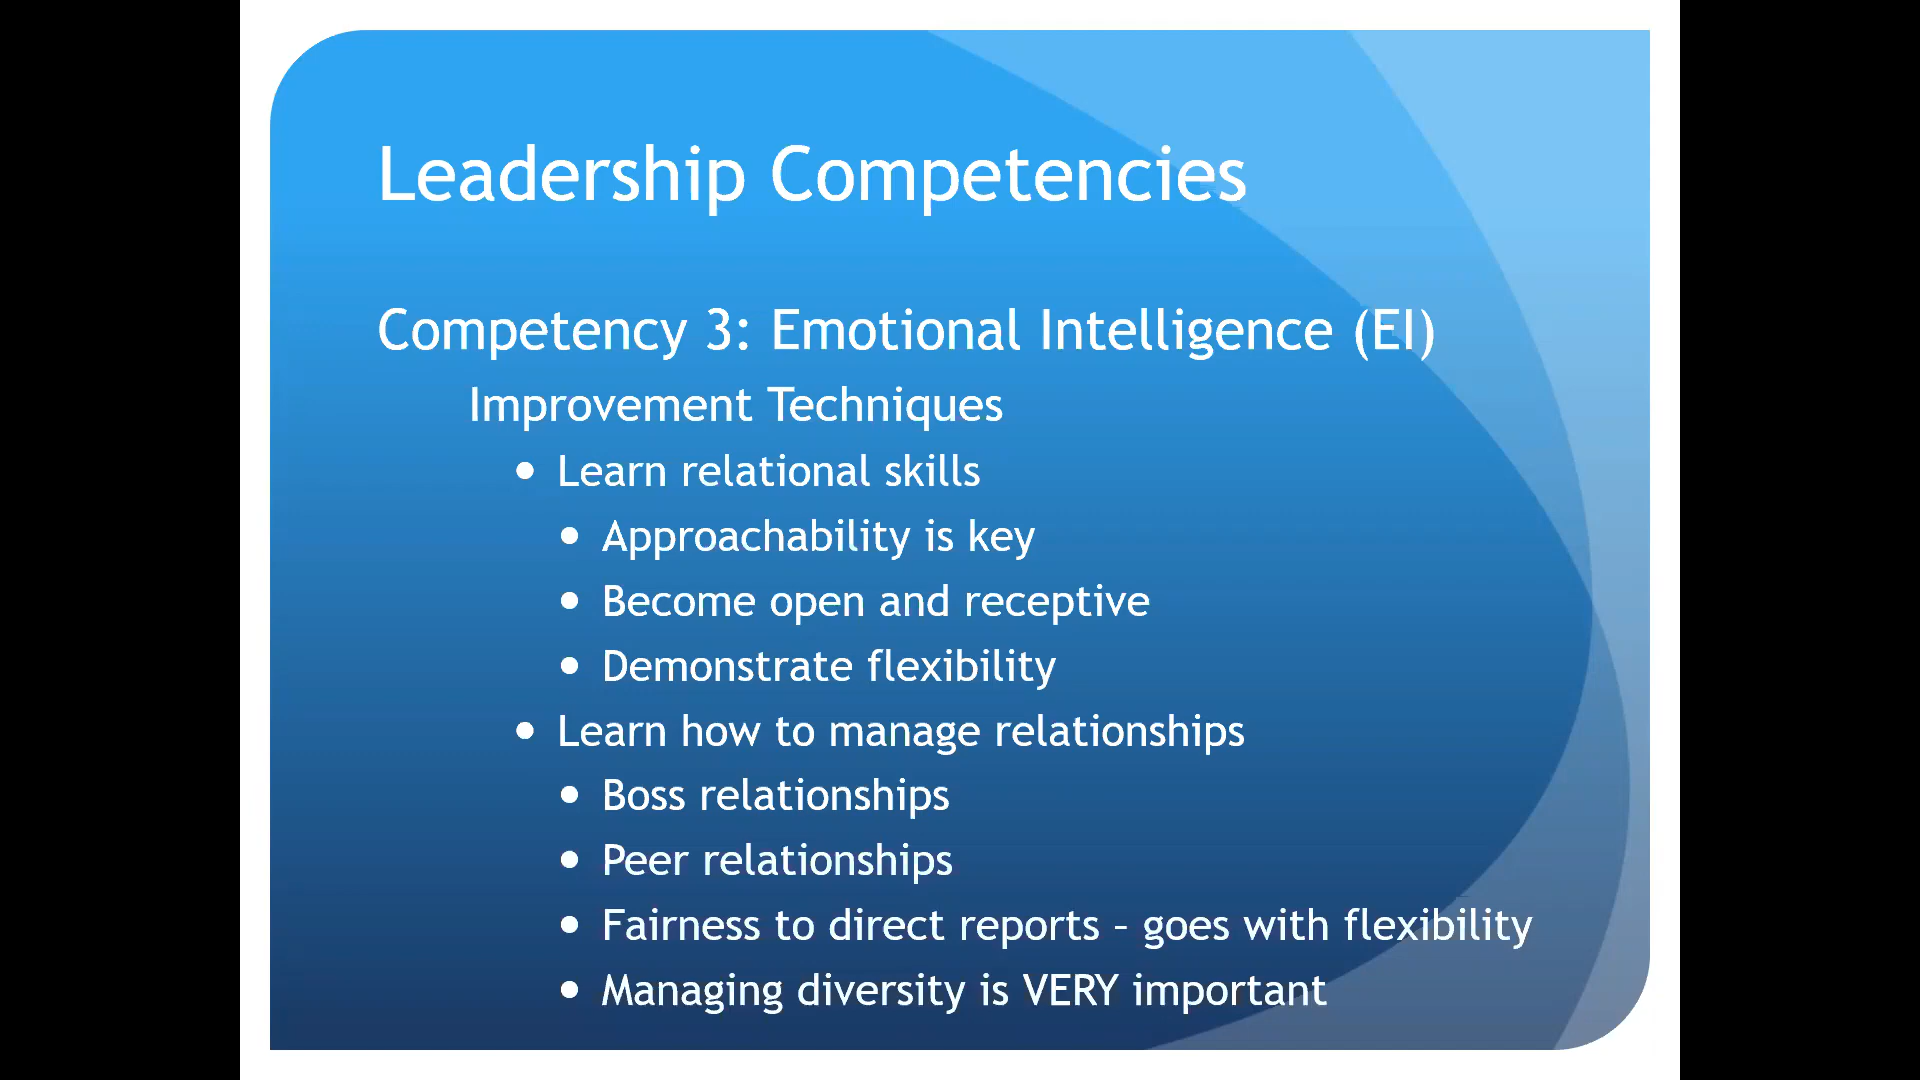 Leadership Competencies
Competency 3: Emotional Intelligence (EI)
Improvement Techniques
• Learn relational skills
• Approachability is key
• Become open and receptive
• Demonstrate flexibility
• Learn how to manage relationships
• Boss relationships
• Peer relationships
• Fairness to direct reports – goes with flexibility
• Managing diversity is VERY important